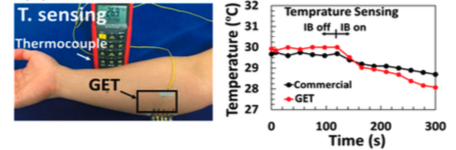 T. sensing
Thermocouple
GET
Temprature Sensing
IB off IB on
Commercial
GET
Temperature (°C)
32
31
30
29
28
27
0 100 200 300
Time (s)